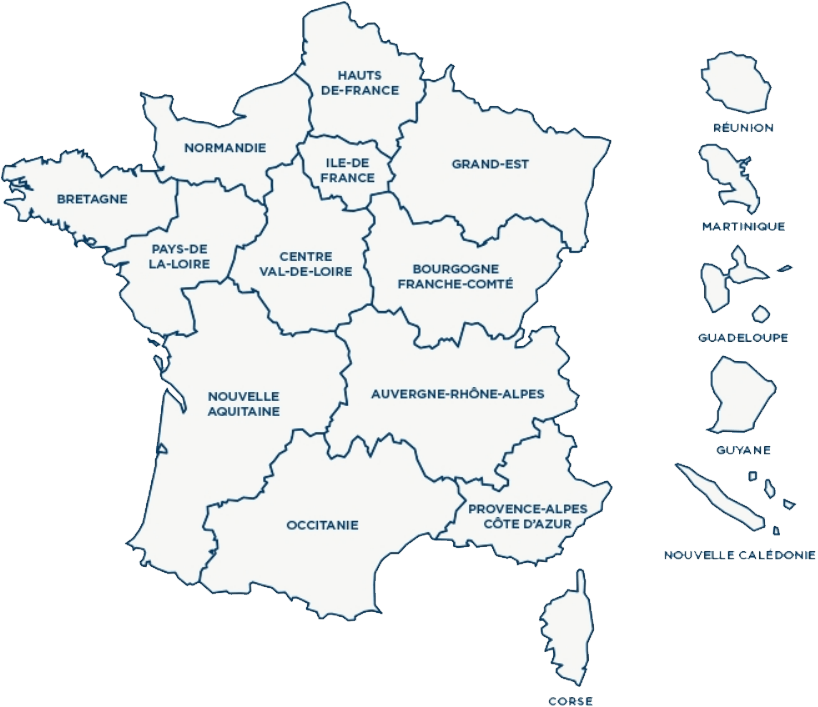 HAUTS
DE-FRANCE
NORMANDIE
ILE-DE
FRANCE
GRAND-EST
BRETAGNE
PAYS-DE
LA-LOIRE
CENTRE
VAL-DE-LOIRE
BOURGOGNE
FRANCHE-COMTÉ
NOUVELLE
AQUITAINE
AUVERGNE-RHÔNE-ALPES
OCCITANIE
PROVENCE-ALPES
CÔTE D'AZUR
CORSE
RÉUNION
MARTINIQUE
GUADELOUPE
GUYANE
NOUVELLE CALÉDONIE